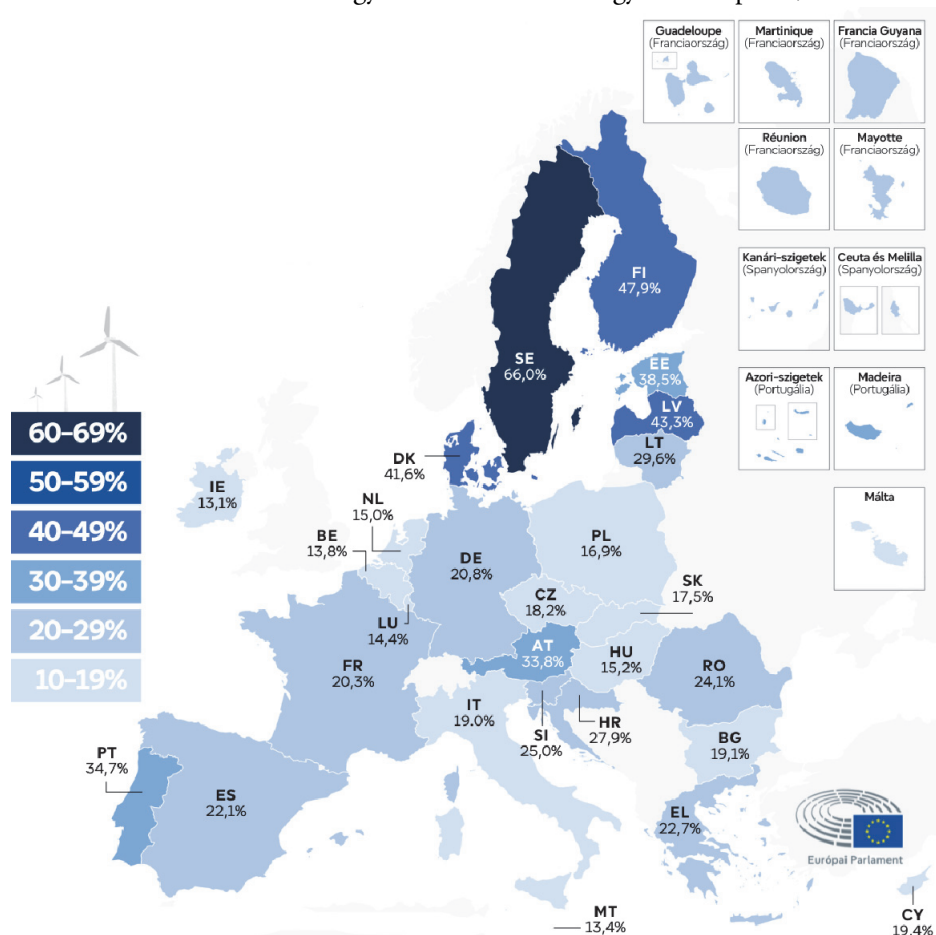 Guadeloupe
(Franciaország)
Martinique
(Franciaország)
Francia Guyana
(Franciaország)
Réunion
(Franciaország)
Mayotte
(Franciaország)
Kanári-szigetek
(Spanyolország)
Ceuta és Melilla
(Spanyolország)
Azori-szigetek
(Portugália)
Madeira
(Portugália)
Málta
60–69%
50–59%
40–49%
30–39%
20–29%
10–19%
FI
47,9%
SE
66,0%
EE
38,5%
LV
43,3%
LT
29,6%
DK
41,6%
IE
13,1%
NL
15,0%
BE
13,8%
DE
20,8%
PL
16,9%
SK
17,5%
CZ
18,2%
LU
14,4%
AT
33,8%
HU
15,2%
RO
24,1%
FR
20,3%
IT
19.0%
SI
25,0%
HR
27,9%
BG
19,1%
PT
34,7%
ES
22,1%
EL
22,7%
Európai Parlament
MT
13,4%
CY
19,4%